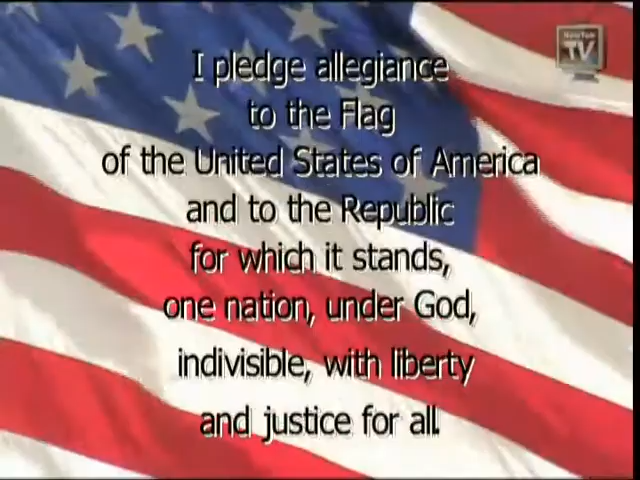 TV
I pledge allegiance
to the Flag
of the United States of America
and to the Republic
for which it stands,
one nation, under God,
indivisible, with liberty
and justice for all.